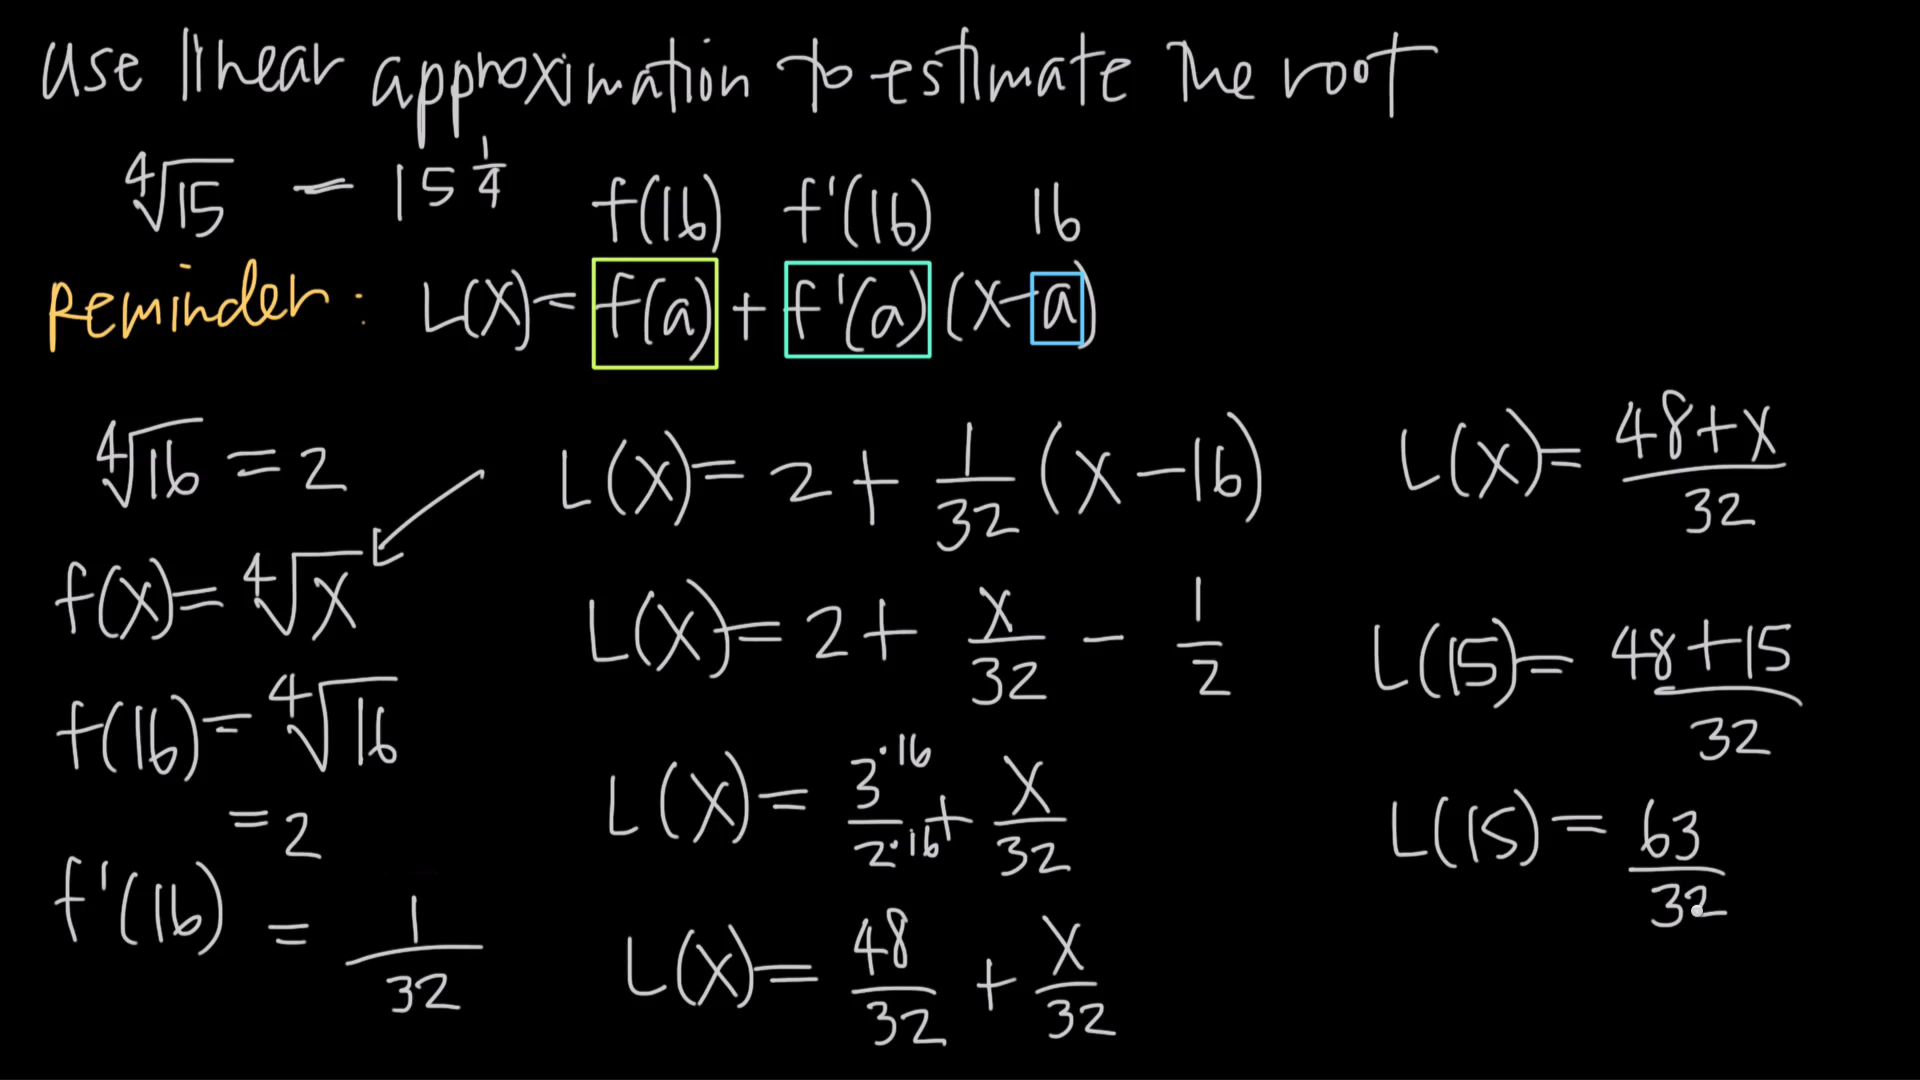 use linear approximation to estimate the root
∜15 = 15^(1/4)
f(16) f'(16) 16
Reminder: L(x) = f(a) + f'(a) (x-a)
∜16 = 2
f(x) = ∜x
f(16) = ∜16
= 2
f'(16) = 1/32
L(x) = 2 + 1/32 (x - 16)
L(x) = 2 + x/32 - 1/2
L(x) = 3·16/2·16 + x/32
L(x) = 48/32 + x/32
L(x) = 48+x/32
L(15) = 48+15/32
L(15) = 63/32